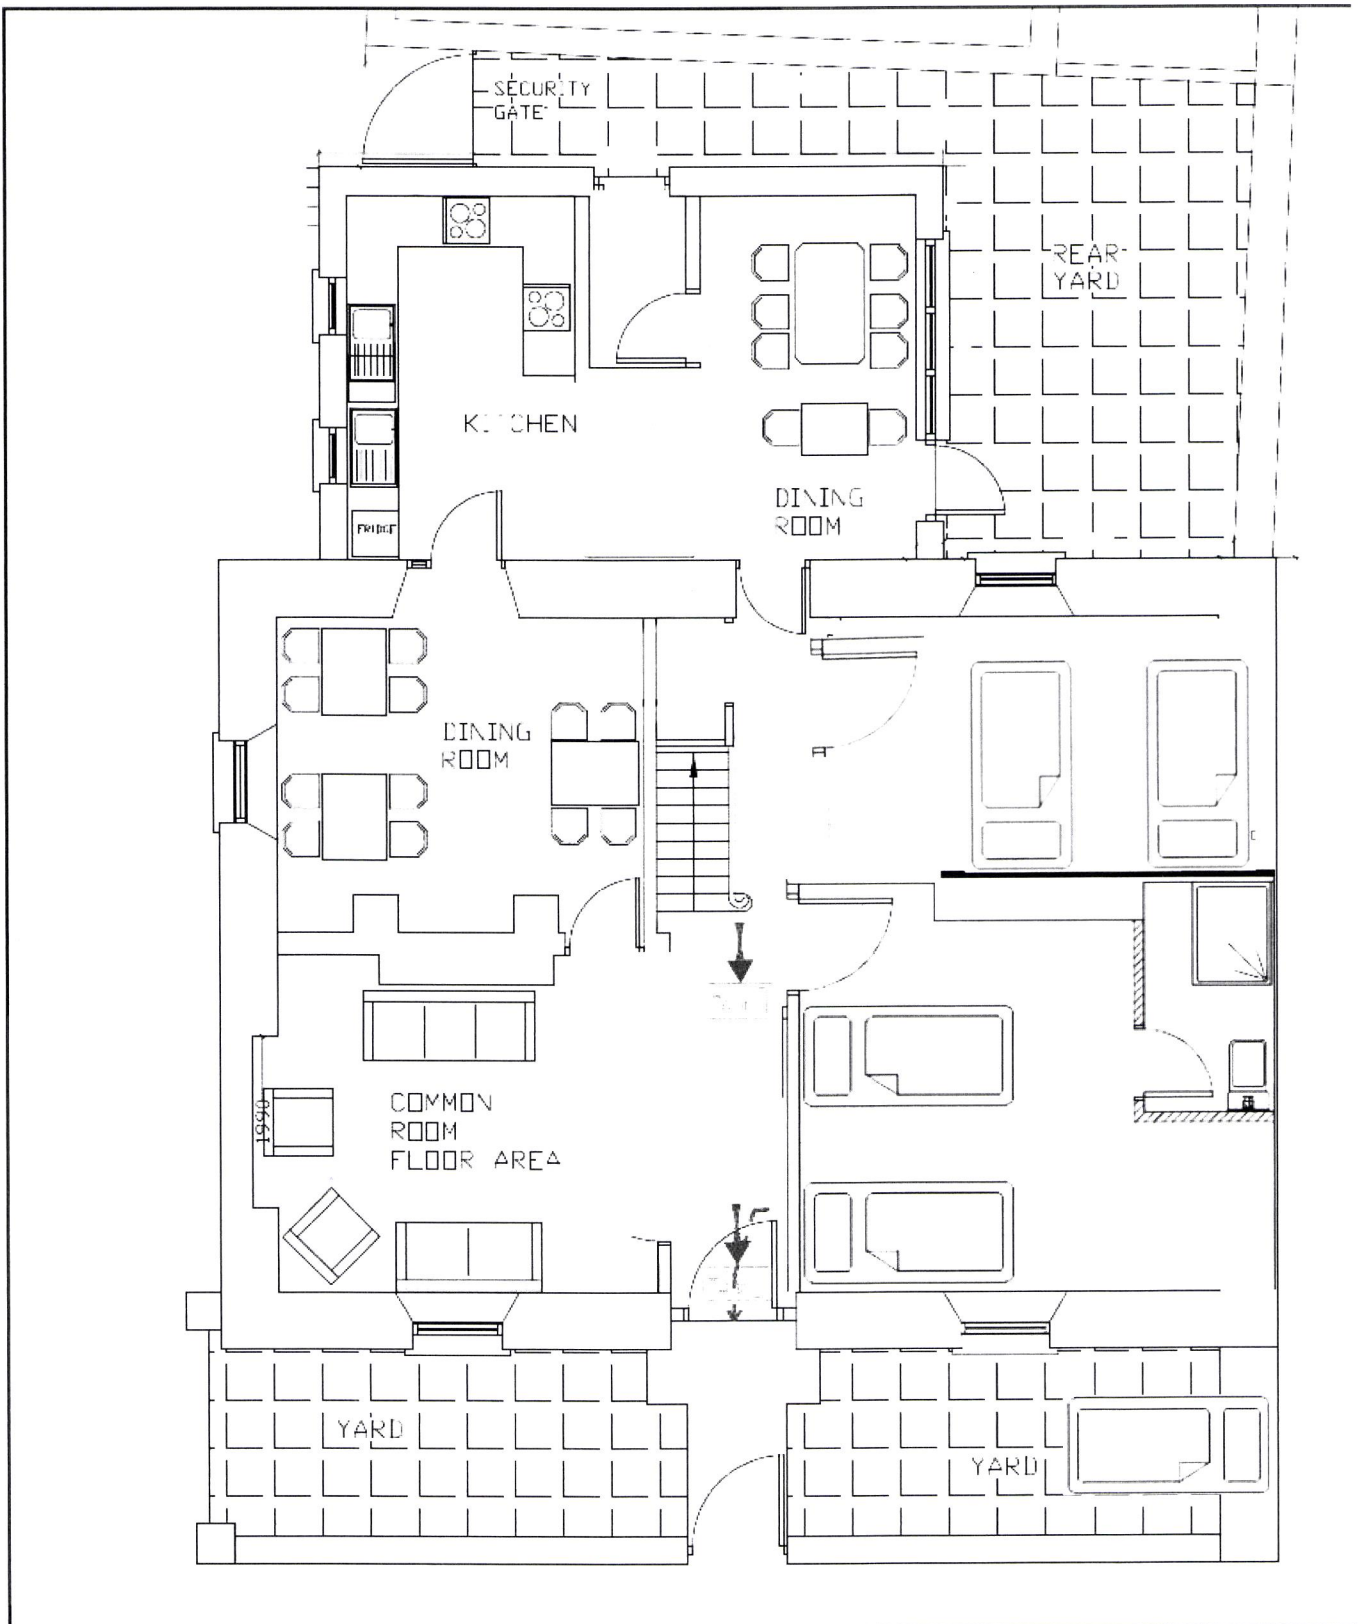 SECURITY
GATE
REAR
YARD
KITCHEN
DINING
ROOM
FRIDGE
DINING
ROOM
1990
COMMON
ROOM
FLOOR AREA
YARD
YARD